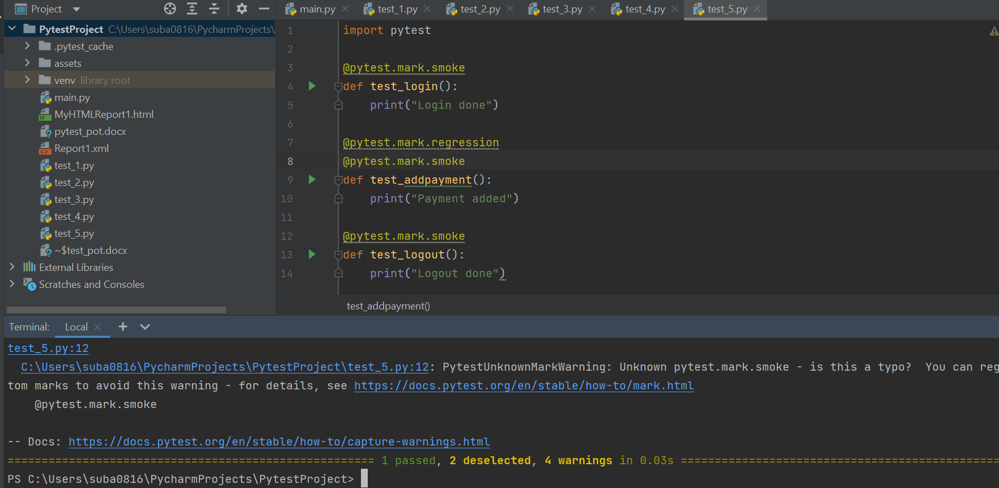 Project
main.py
test_1.py
test_2.py
test_3.py
test_4.py
test_5.py
PytestProject C:\Users\suba0816\PycharmProjects\
.pytest_cache
assets
venv library root
main.py
MyHTMLReport1.html
pytest_pot.docx
Report1.xml
test_1.py
test_2.py
test_3.py
test_4.py
test_5.py
~$test_pot.docx
External Libraries
Scratches and Consoles
1 import pytest
2
3 @pytest.mark.smoke
4 def test_login():
5 print("Login done")
6
7 @pytest.mark.regression
8 @pytest.mark.smoke
9 def test_addpayment():
10 print("Payment added")
11
12 @pytest.mark.smoke
13 def test_logout():
14 print("Logout done")
test_addpayment()
Terminal: Local
test_5.py:12
C:\Users\suba0816\PycharmProjects\PytestProject\test_5.py:12: PytestUnknownMarkWarning: Unknown pytest.mark.smoke - is this a typo?  You can reg
tom marks to avoid this warning - for details, see https://docs.pytest.org/en/stable/how-to/mark.html
@pytest.mark.smoke
-- Docs: https://docs.pytest.org/en/stable/how-to/capture-warnings.html
====================================================== 1 passed, 2 deselected, 4 warnings in 0.03s ===============================================
PS C:\Users\suba0816\PycharmProjects\PytestProject>